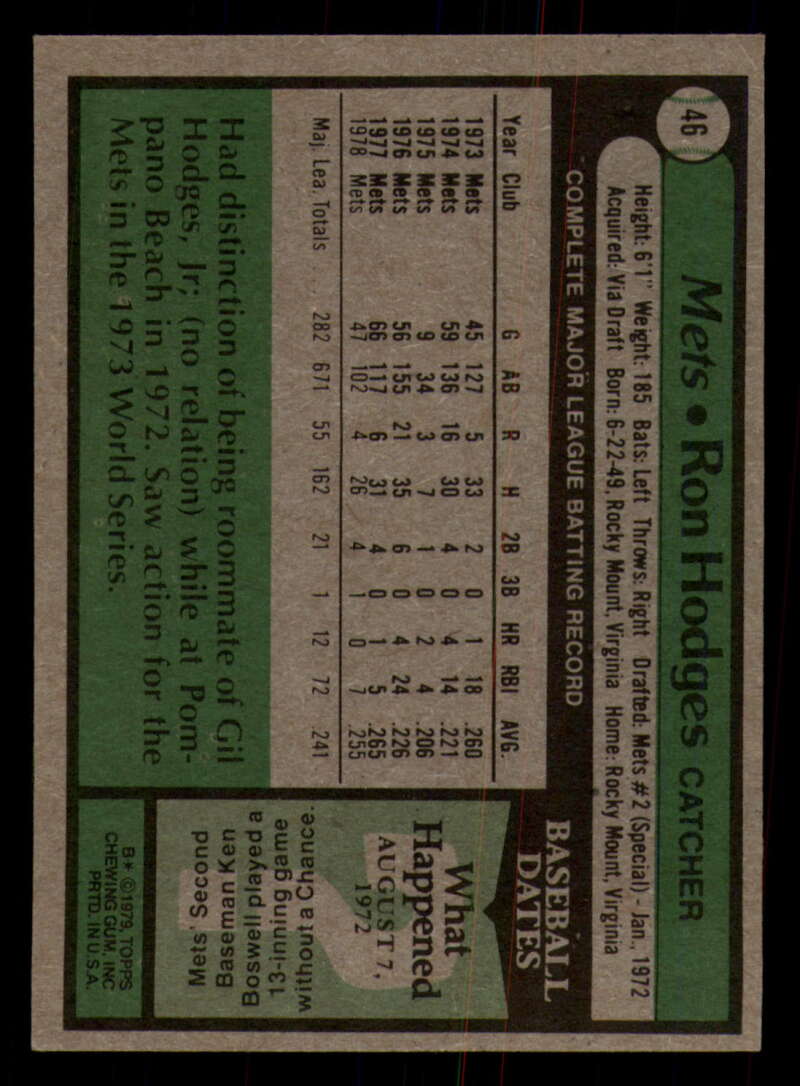 46
Mets • Ron Hodges CATCHER
Height: 6'1" Weight: 185 Bats: Left Throws: Right Drafted: Mets #2 (Special) - Jan., 1972
Acquired: Via Draft Born: 6-22-49, Rocky Mount, Virginia Home: Rocky Mount, Virginia
COMPLETE MAJOR LEAGUE BATTING RECORD
Year Club G AB R H 2B 3B HR RBI AVG.
1973 Mets 45 127 5 33 2 0 1 18 .260
1974 Mets 59 136 16 30 4 0 4 14 .221
1975 Mets 9 34 3 7 1 0 2 4 .206
1976 Mets 56 155 21 35 6 0 4 24 .226
1977 Mets 66 117 6 31 4 0 1 5 .265
1978 Mets 47 102 4 26 4 1 0 7 .255
Maj. Lea. Totals 282 671 55 162 21 1 12 72 .241
Had distinction of being roommate of Gil
Hodges, Jr; (no relation) while at Pom-
pano Beach in 1972. Saw action for the
Mets in the 1973 World Series.
BASEBALL
DATES
What
Happened
AUGUST 7,
1972
?
Mets' Second
Baseman Ken
Boswell played a
13-inning game
without a Chance.
B* ©1979, TOPPS
CHEWING GUM, INC
PRTD. IN U.S.A.